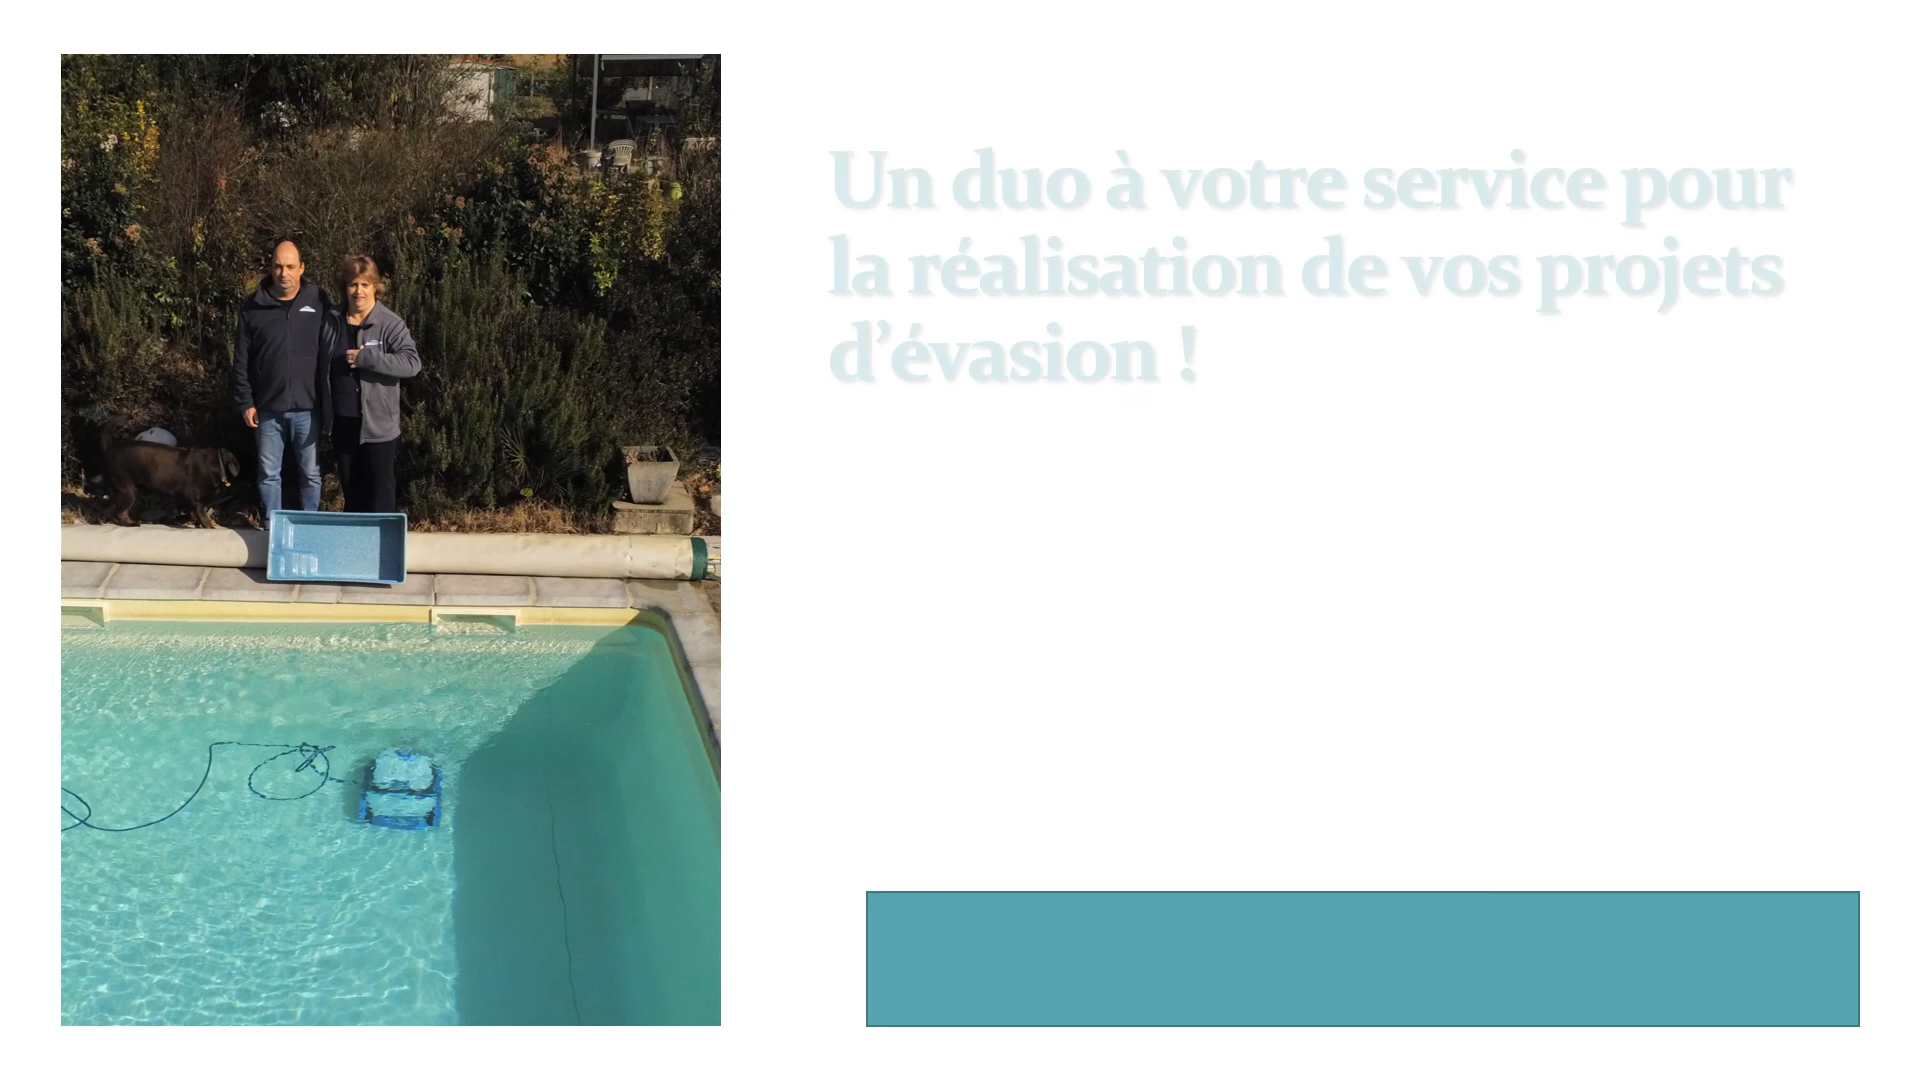 Un duo à votre service pour
la réalisation de vos projets
d’évasion !